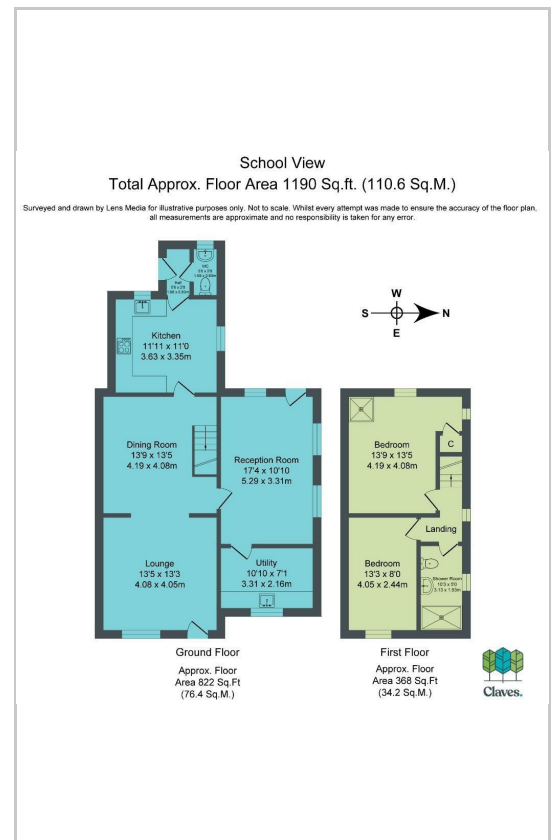 School View
Total Approx. Floor Area 1190 Sq.ft. (110.6 Sq.M.)
Surveyed and drawn by Lens Media for illustrative purposes only. Not to scale. Whilst every attempt was made to ensure the accuracy of the floor plan,
all measurements are approximate and no responsibility is taken for any error.
WC
Hall
Kitchen
11'11 x 11'0
3.63 x 3.35m
W
S
N
E
Dining Room
13'9 x 13'5
4.19 x 4.08m
Reception Room
17'4 x 10'10
5.29 x 3.31m
Lounge
13'5 x 13'3
4.08 x 4.05m
Utility
10'10 x 7'1
3.31 x 2.16m
Bedroom
13'9 x 13'5
4.19 x 4.08m
C
Landing
Bedroom
13'3 x 8'0
4.05 x 2.44m
Shower Room
Ground Floor
Approx. Floor
Area 822 Sq.Ft
(76.4 Sq.M.)
First Floor
Approx. Floor
Area 368 Sq.Ft
(34.2 Sq.M.)
Claves.